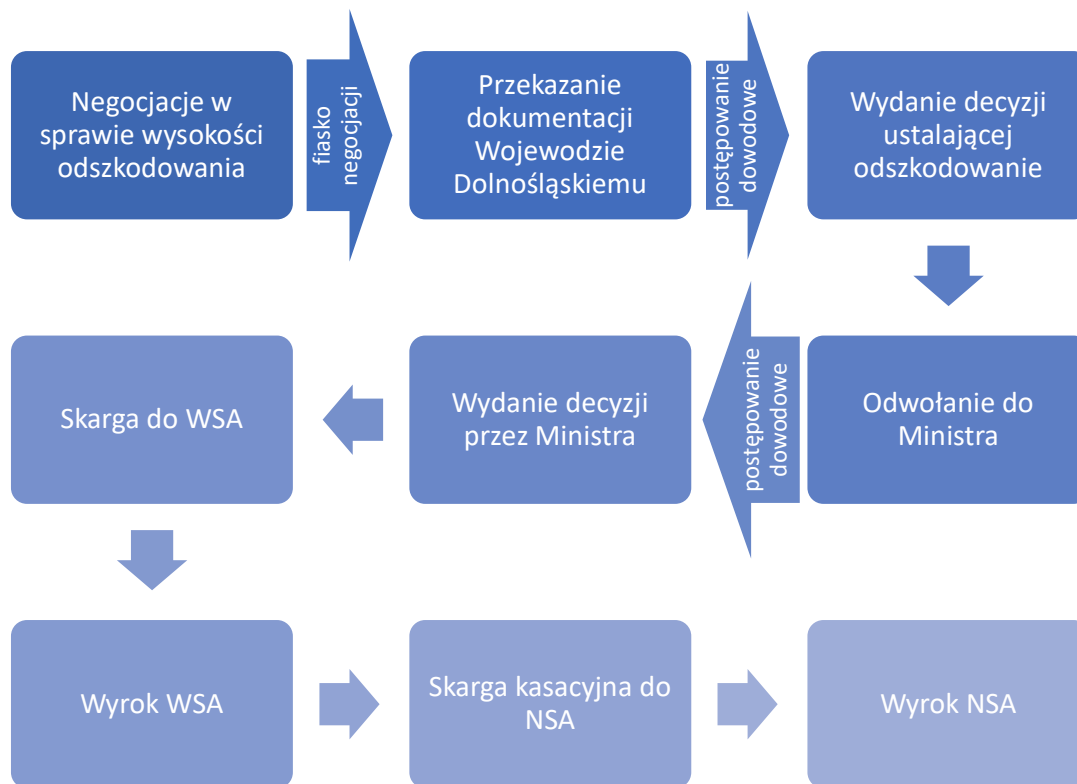 Negocjacje w
sprawie wysokości
odszkodowania
fiasko
negocjacji
Przekazanie
dokumentacji
Wojewodzie
Dolnośląskiemu
postępowanie
dowodowe
Wydanie decyzji
ustalającej
odszkodowanie
Odwołanie do
Ministra
postępowanie
dowodowe
Wydanie decyzji
przez Ministra
Skarga do WSA
Wyrok WSA
Skarga kasacyjna do
NSA
Wyrok NSA